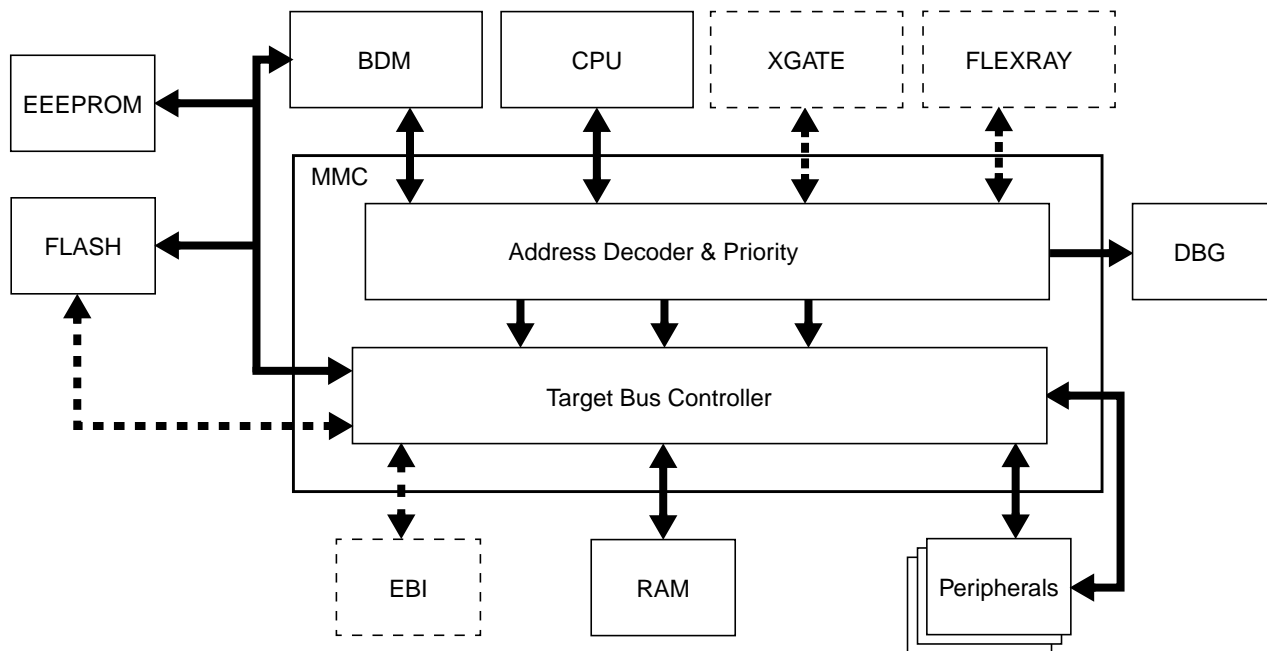 BDM
CPU
XGATE
FLEXRAY
EEEPROM
MMC
FLASH
Address Decoder & Priority
DBG
Target Bus Controller
EBI
RAM
Peripherals